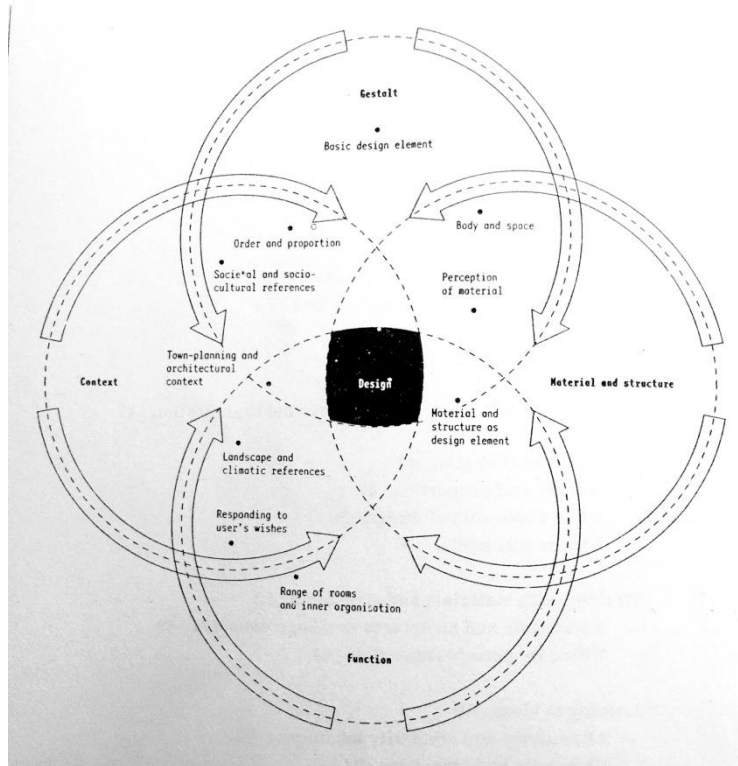 Gestalt
Basic design element
Order and proportion
Body and space
Societal and socio-
cultural references
Perception
of material
Town-planning and
architectural
context
Context
Design
Material and structure
Material and
structure as
design element
Landscape and
climatic references
Responding to
user's wishes
Range of rooms
and inner organisation
Function